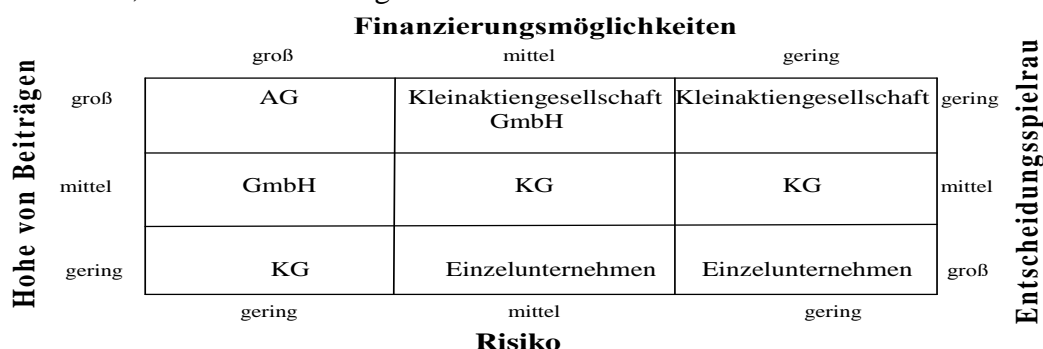 Finanzierungsmöglichkeiten
groß mittel gering
Hohe von Beiträgen
Entscheidungsspielrau
groß AG Kleinaktiengesellschaft Kleinaktiengesellschaft gering
GmbH
mittel GmbH KG KG mittel
gering KG Einzelunternehmen Einzelunternehmen groß
gering mittel gering
Risiko